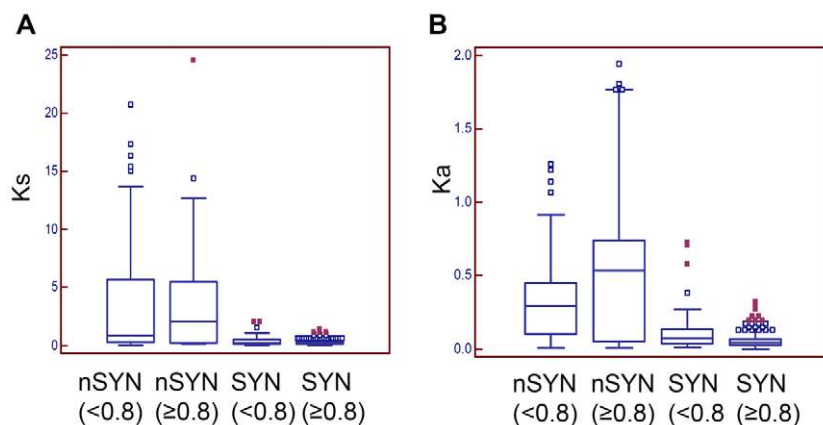 A
Ks
25
20
15
10
5
0
nSYN nSYN SYN SYN
(<0.8) (≥0.8) (<0.8) (≥0.8)
B
Ka
2.0
1.5
1.0
0.5
0.0
nSYN nSYN SYN SYN
(<0.8) (≥0.8) (<0.8 (≥0.8)